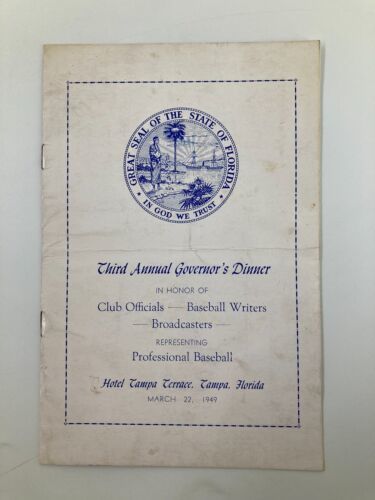 GREAT SEAL OF THE STATE OF FLORIDA
IN GOD WE TRUST
Third Annual Governor's Dinner
IN HONOR OF
Club Officials — Baseball Writers
— Broadcasters —
REPRESENTING
Professional Baseball
Hotel Tampa Terrace, Tampa, Florida
MARCH 22, 1949